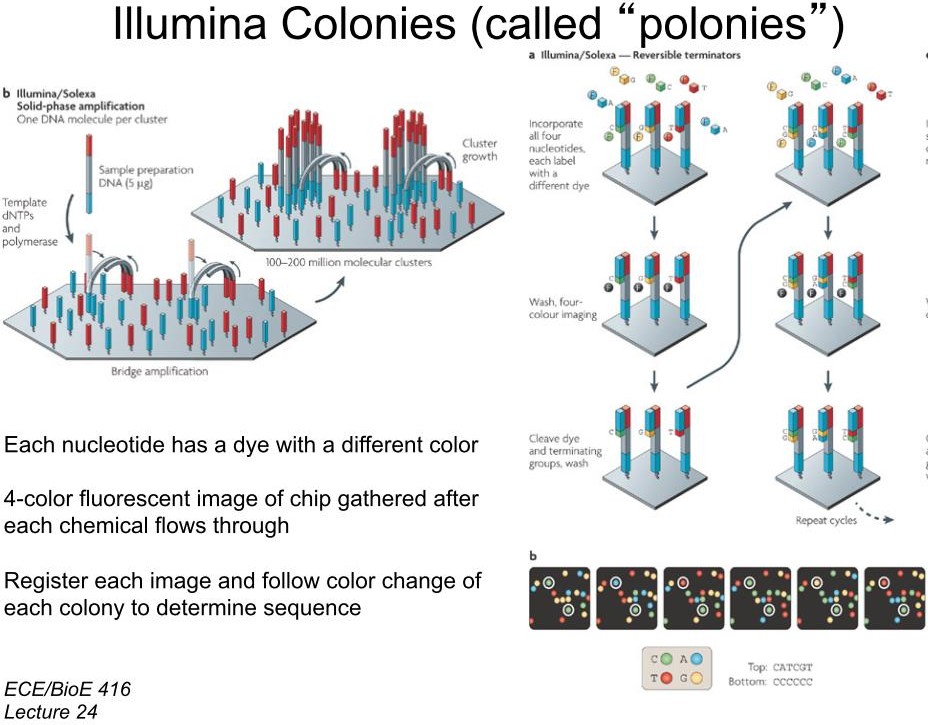 Illumina Colonies (called “polonies”)
b Illumina/Solexa
Solid-phase amplification
One DNA molecule per cluster
Sample preparation
DNA (5 µg)
Template
dNTPs
and
polymerase
Cluster
growth
100–200 million molecular clusters
Bridge amplification
a Illumina/Solexa — Reversible terminators
Incorporate
all four
nucleotides,
each label
with a
different dye
Wash, four-
colour imaging
Cleave dye
and terminating
groups, wash
Repeat cycles
b
C A
T G
Top: CATCGT
Bottom: CCCCCC
Each nucleotide has a dye with a different color
4-color fluorescent image of chip gathered after
each chemical flows through
Register each image and follow color change of
each colony to determine sequence
ECE/BioE 416
Lecture 24